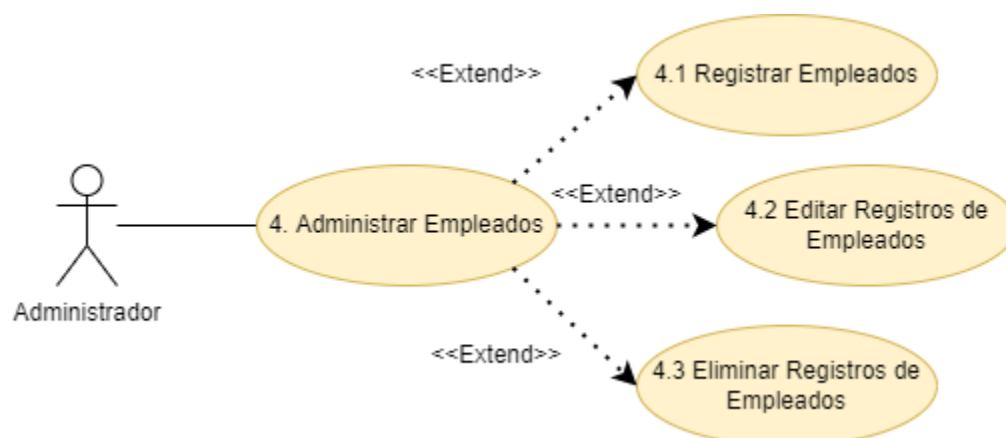 <<Extend>>
4.1 Registrar Empleados
<<Extend>>
4. Administrar Empleados
4.2 Editar Registros de
Empleados
Administrador
<<Extend>>
4.3 Eliminar Registros de
Empleados